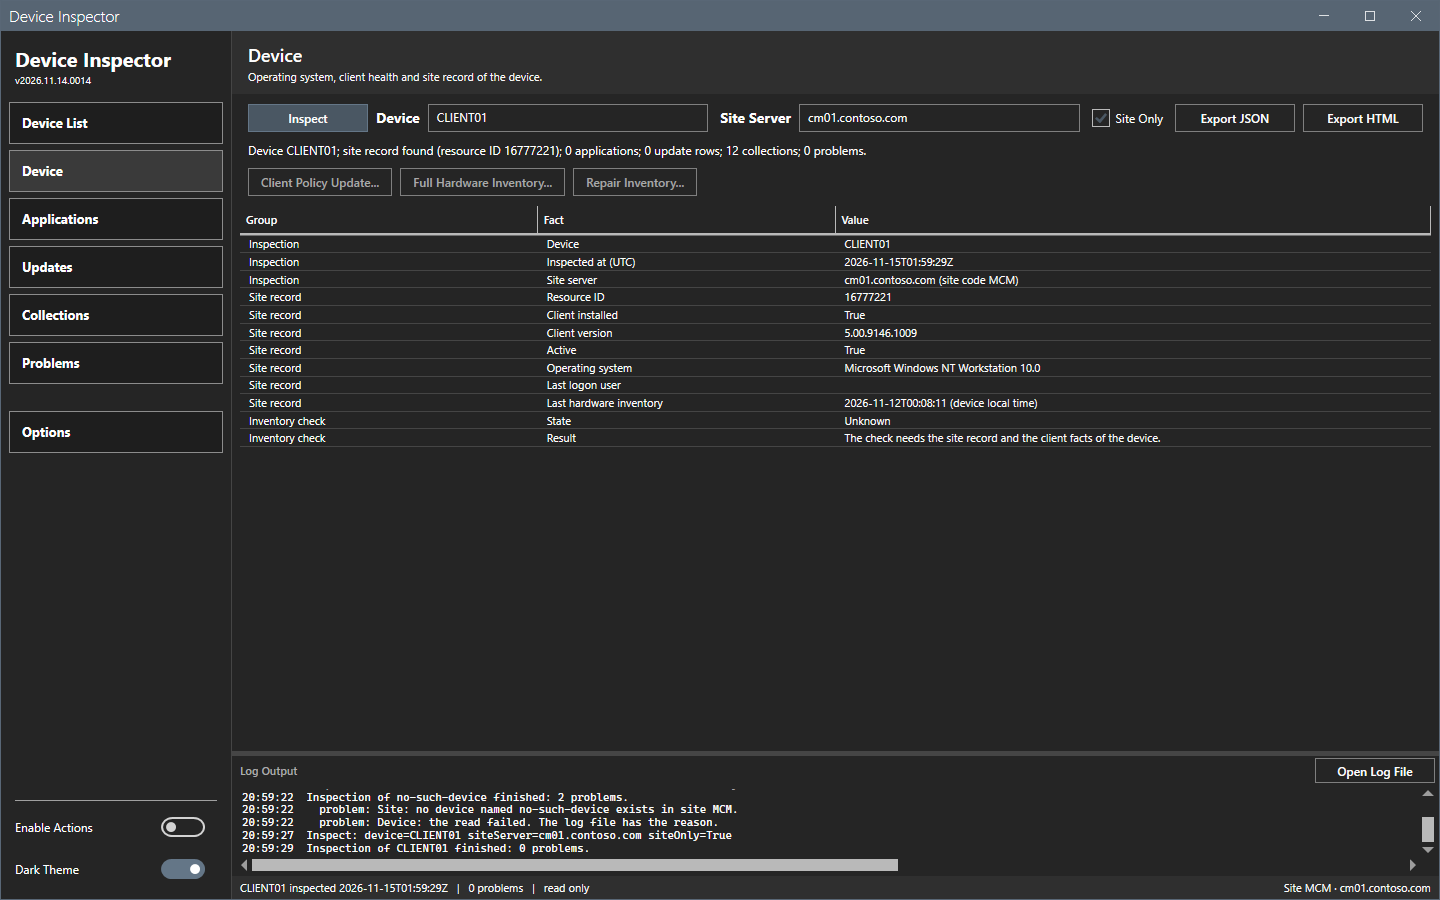 Device Inspector
Device Inspector
v2026.11.14.0014
Device List
Device
Applications
Updates
Collections
Problems
Options
Enable Actions
Dark Theme
Device
Operating system, client health and site record of the device.
Inspect Device CLIENT01 Site Server cm01.contoso.com Site Only Export JSON Export HTML
Device CLIENT01; site record found (resource ID 16777221); 0 applications; 0 update rows; 12 collections; 0 problems.
Client Policy Update... Full Hardware Inventory... Repair Inventory...
Group Fact Value
Inspection Device CLIENT01
Inspection Inspected at (UTC) 2026-11-15T01:59:29Z
Inspection Site server cm01.contoso.com (site code MCM)
Site record Resource ID 16777221
Site record Client installed True
Site record Client version 5.00.9146.1009
Site record Active True
Site record Operating system Microsoft Windows NT Workstation 10.0
Site record Last logon user
Site record Last hardware inventory 2026-11-12T00:08:11 (device local time)
Inventory check State Unknown
Inventory check Result The check needs the site record and the client facts of the device.
Log Output Open Log File
20:59:22 Inspection of no-such-device finished: 2 problems.
20:59:22 problem: Site: no device named no-such-device exists in site MCM.
20:59:22 problem: Device: the read failed. The log file has the reason.
20:59:27 Inspect: device=CLIENT01 siteServer=cm01.contoso.com siteOnly=True
20:59:29 Inspection of CLIENT01 finished: 0 problems.
CLIENT01 inspected 2026-11-15T01:59:29Z | 0 problems | read only Site MCM · cm01.contoso.com